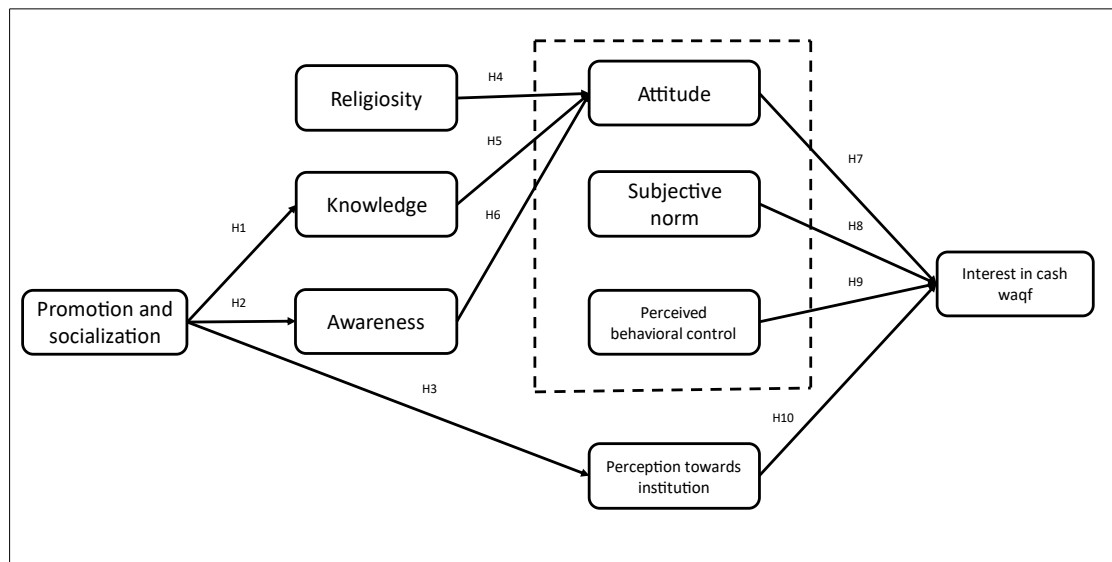 Religiosity
H4
Attitude
H5
H7
Knowledge
Subjective
norm
H6
H1
H8
Interest in cash
waqf
H2
H9
Promotion and
socialization
Awareness
Perceived
behavioral control
H3
H10
Perception towards
institution